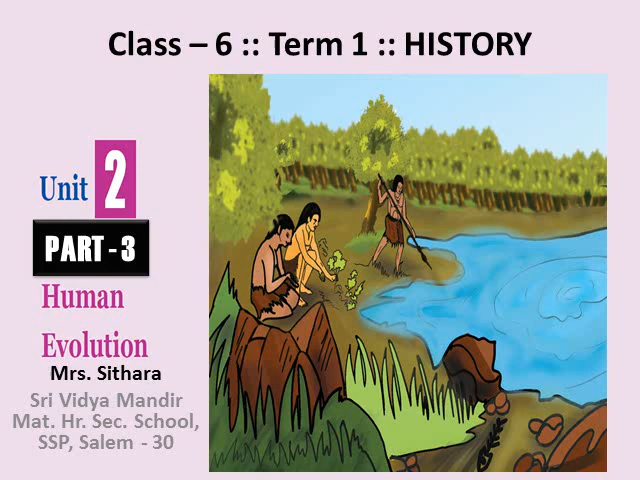 Class – 6 :: Term 1 :: HISTORY
Unit 2
PART - 3
Human
Evolution
Mrs. Sithara
Sri Vidya Mandir
Mat. Hr. Sec. School,
SSP, Salem - 30